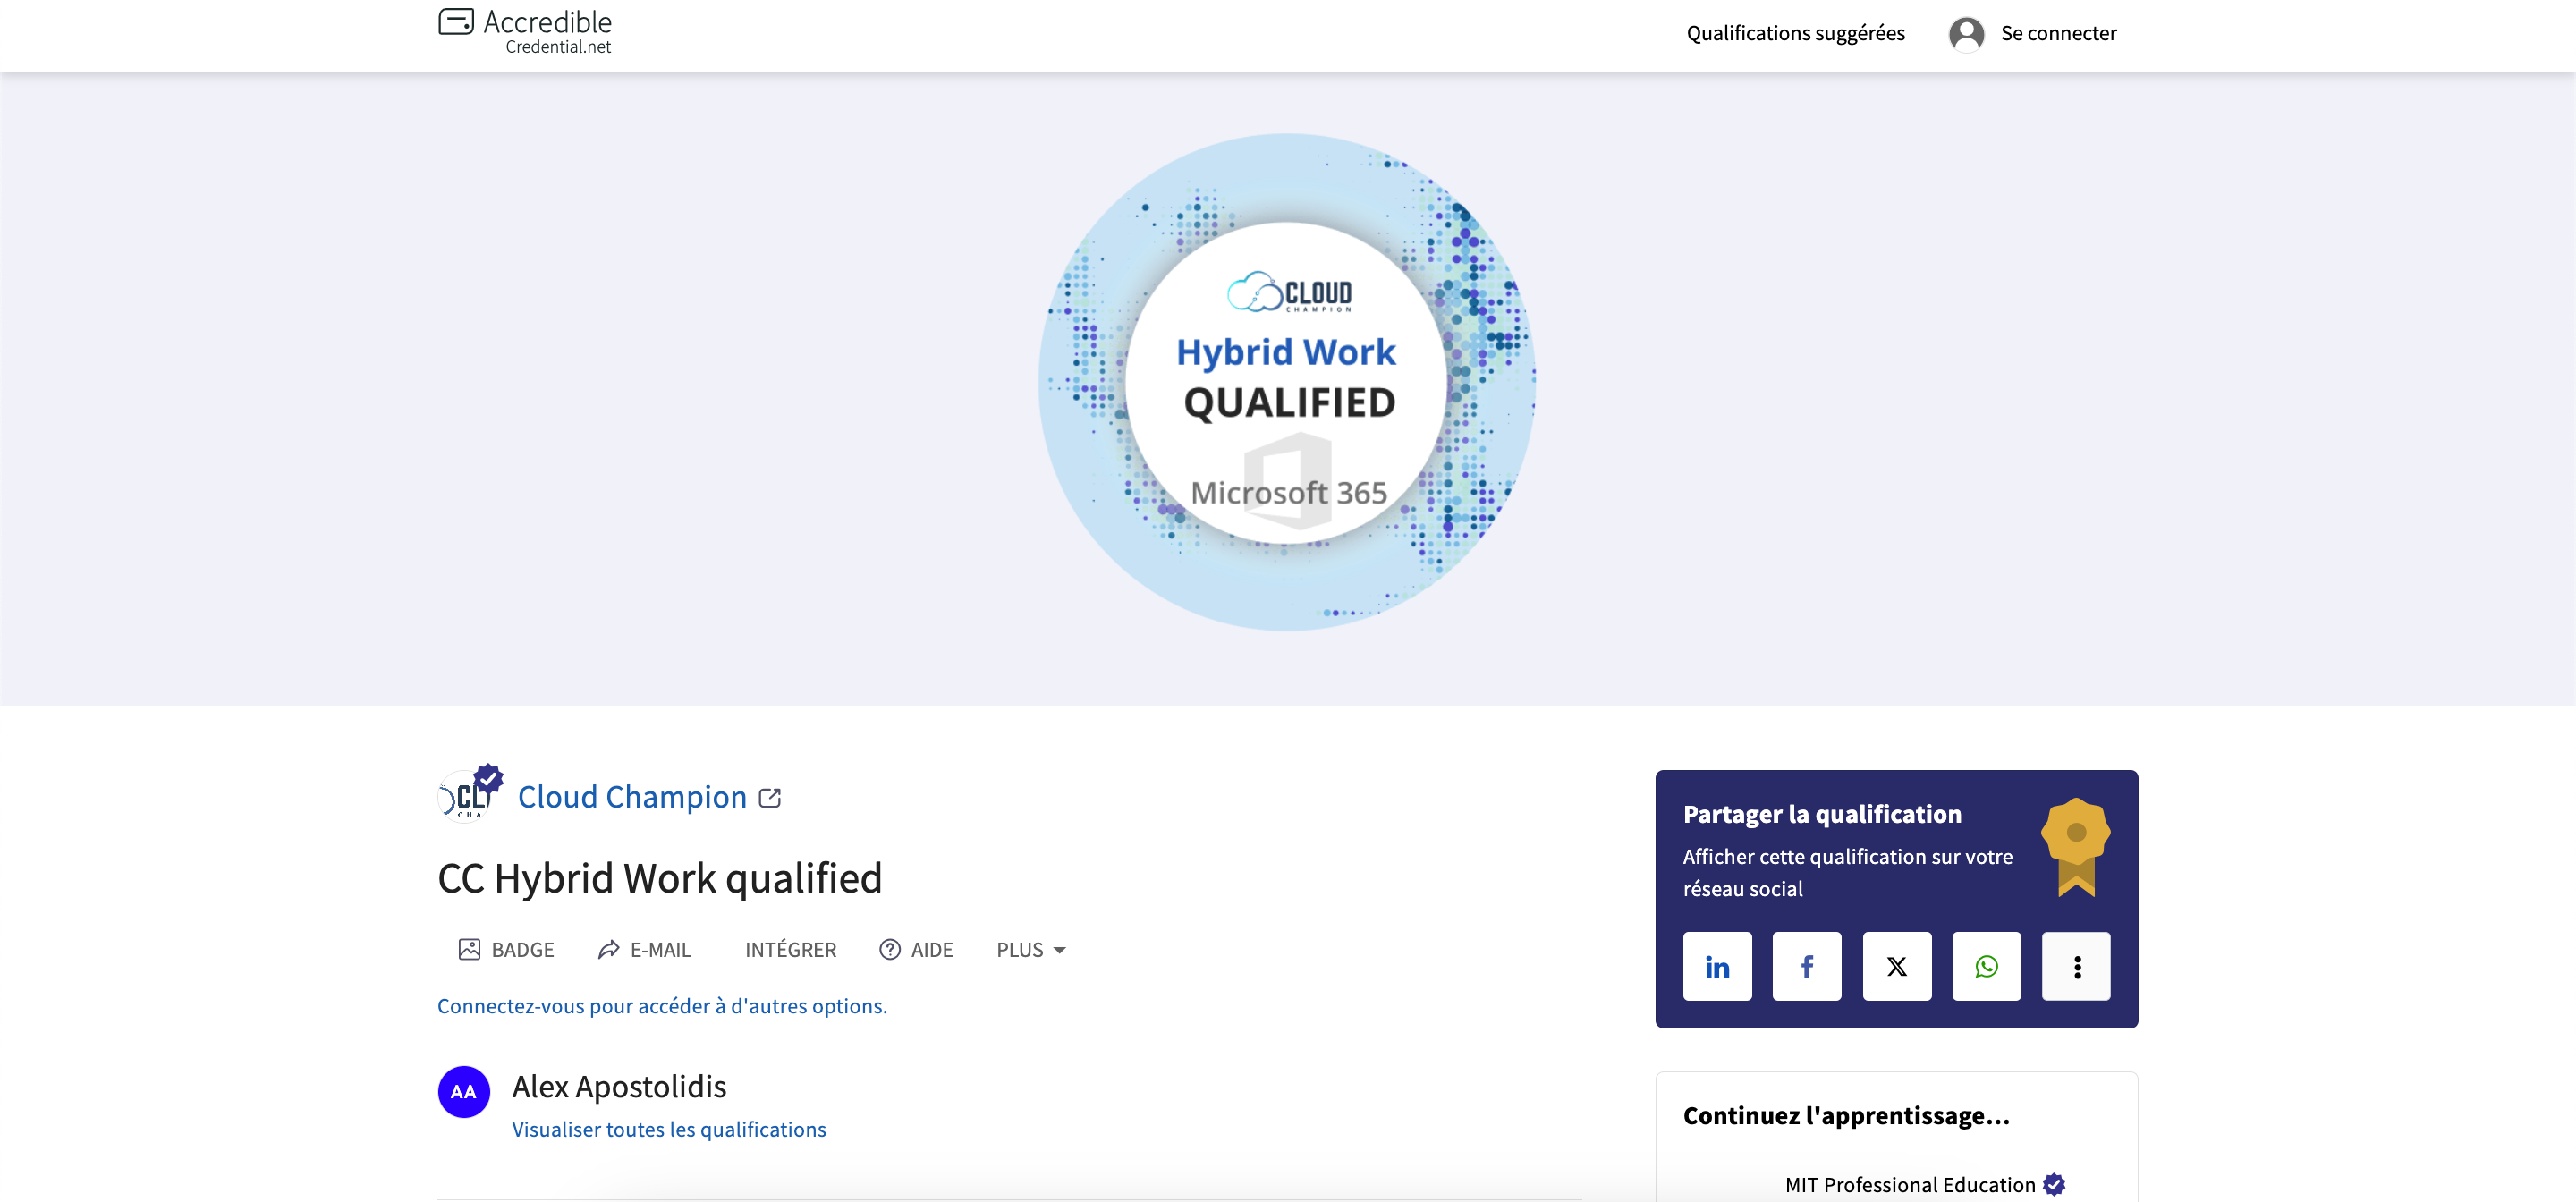 Accredible
Credential.net
Qualifications suggérées
Se connecter
CLOUD
CHAMPION
Hybrid Work
QUALIFIED
Microsoft 365
CL
CHA
Cloud Champion
CC Hybrid Work qualified
BADGE
E-MAIL
INTÉGRER
AIDE
PLUS
Connectez-vous pour accéder à d'autres options.
AA
Alex Apostolidis
Visualiser toutes les qualifications
Partager la qualification
Afficher cette qualification sur votre
réseau social
Continuez l'apprentissage...
MIT Professional Education